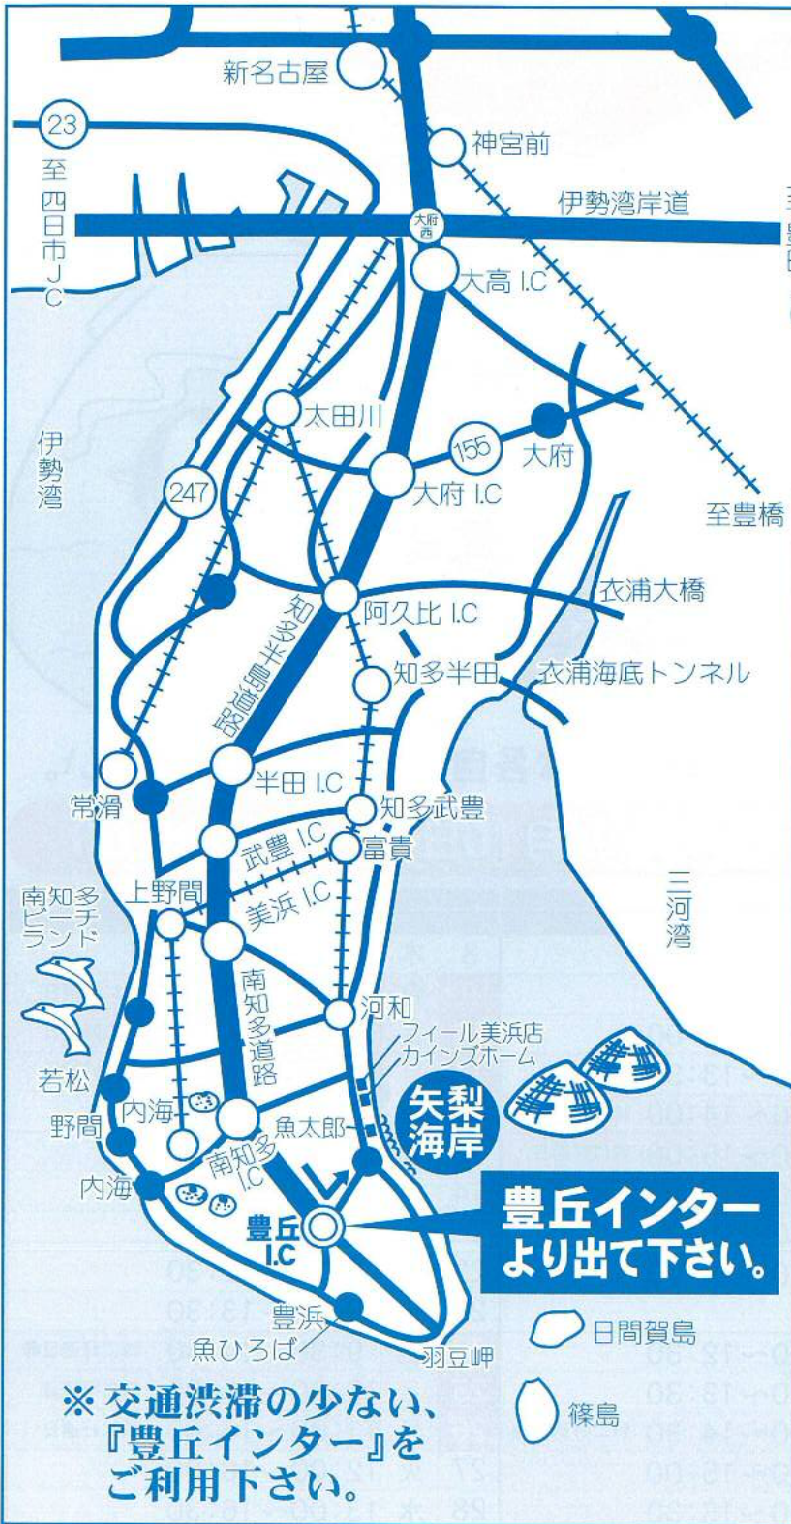 新名古屋
23
神宮前
至四日市JC
伊勢湾岸道
大府西
大高 I.C
伊勢湾
太田川
155
大府
247
大府 I.C
至豊橋
阿久比 I.C
衣浦大橋
知多半島道路
知多半田
衣浦海底トンネル
半田 I.C
常滑
知多武豊
武豊 I.C
富貴
上野間
美浜 I.C
南知多
ビーチ
ランド
三河湾
南知多道路
河和
フィール美浜店
カインズホーム
若松
内海
野間
魚太郎
矢梨
海岸
南知多
I.C
内海
豊丘
I.C
豊丘インター
より出て下さい。
豊浜
魚ひろば
羽豆岬
日間賀島
篠島
※交通渋滞の少ない、
『豊丘インター』を
ご利用下さい。